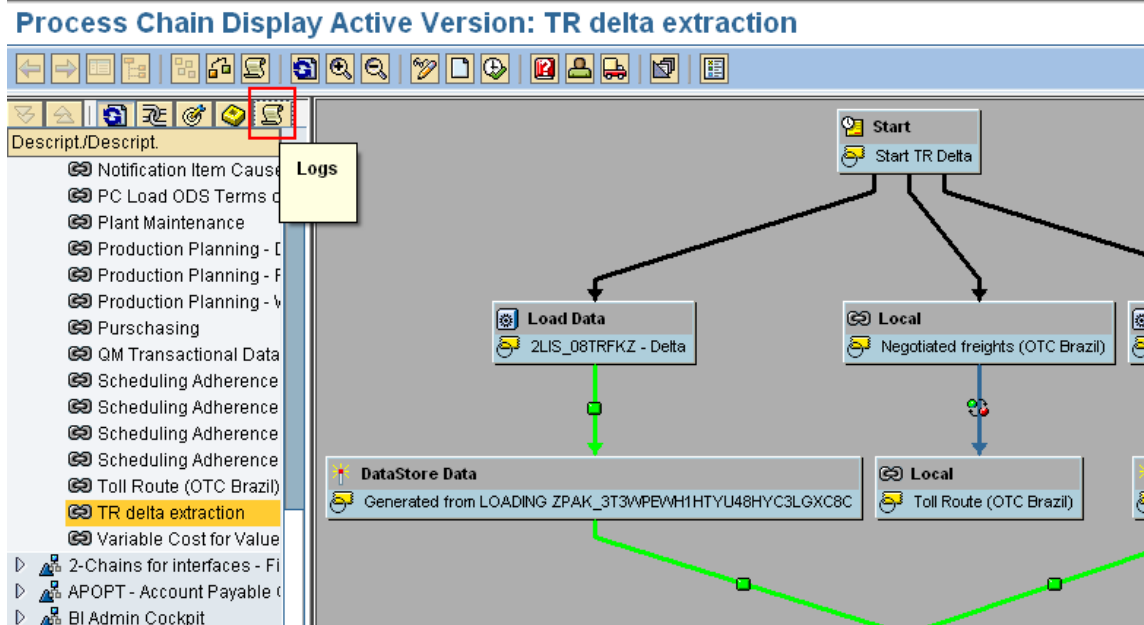 Process Chain Display Active Version: TR delta extraction
Descript./Descript.
Logs
Notification Item Cause
PC Load ODS Terms
Plant Maintenance
Production Planning -
Production Planning -
Production Planning -
Purschasing
QM Transactional Data
Scheduling Adherence
Scheduling Adherence
Scheduling Adherence
Scheduling Adherence
Toll Route (OTC Brazil)
TR delta extraction
Variable Cost for Value
2-Chains for interfaces - Fi
APOPT - Account Payable
BI Admin Cockpit
Start
Start TR Delta
Load Data
2LIS_08TRFKZ - Delta
Local
Negotiated freights (OTC Brazil)
DataStore Data
Generated from LOADING ZPAK_3T3WPEWH1HTYU48HYC3LGXC8C
Local
Toll Route (OTC Brazil)